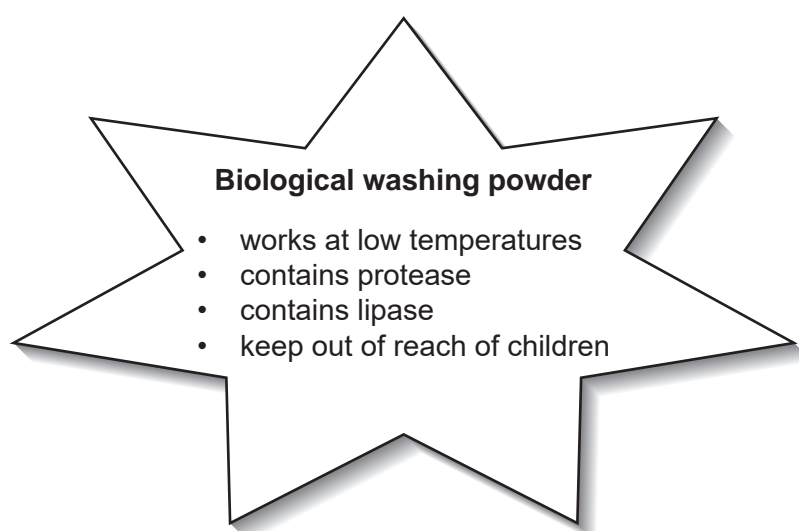 Biological washing powder
• works at low temperatures
• contains protease
• contains lipase
• keep out of reach of children